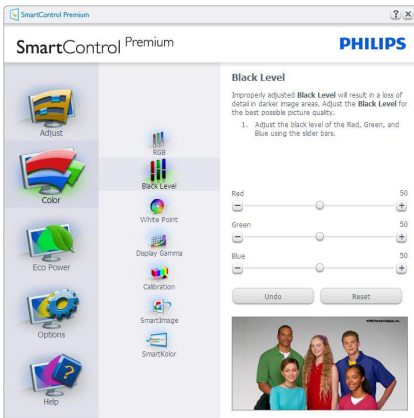 SmartControl Premium
SmartControl Premium
PHILIPS
Adjust
Color
Eco Power
Options
Help
RGB
Black Level
White Point
Display Gamma
Calibration
SmartImage
SmartKolor
Black Level
Improperly adjusted Black Level will result in a loss of
detail in darker image areas. Adjust the Black Level for
the best possible picture quality.
1. Adjust the black level of the Red, Green, and
Blue using the slider bars.
Red 50
Green 50
Blue 50
Undo Reset